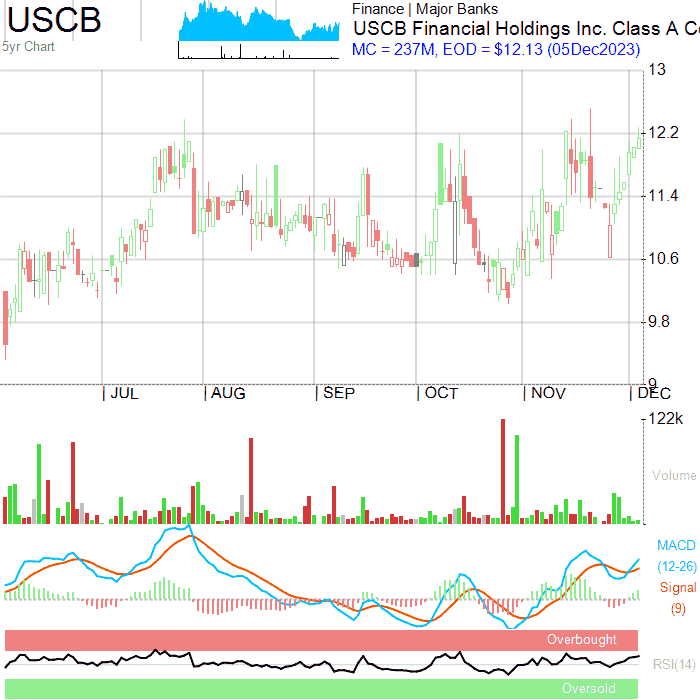 USCB
5yr Chart
Finance | Major Banks
USCB Financial Holdings Inc. Class A Co
MC = 237M, EOD = $12.13 (05Dec2023)
13
12.2
11.4
10.6
9.8
9
| JUL | AUG | SEP | OCT | NOV | DEC
122k
Volume
MACD
(12-26)
Signal
(9)
Overbought
RSI(14)
Oversold